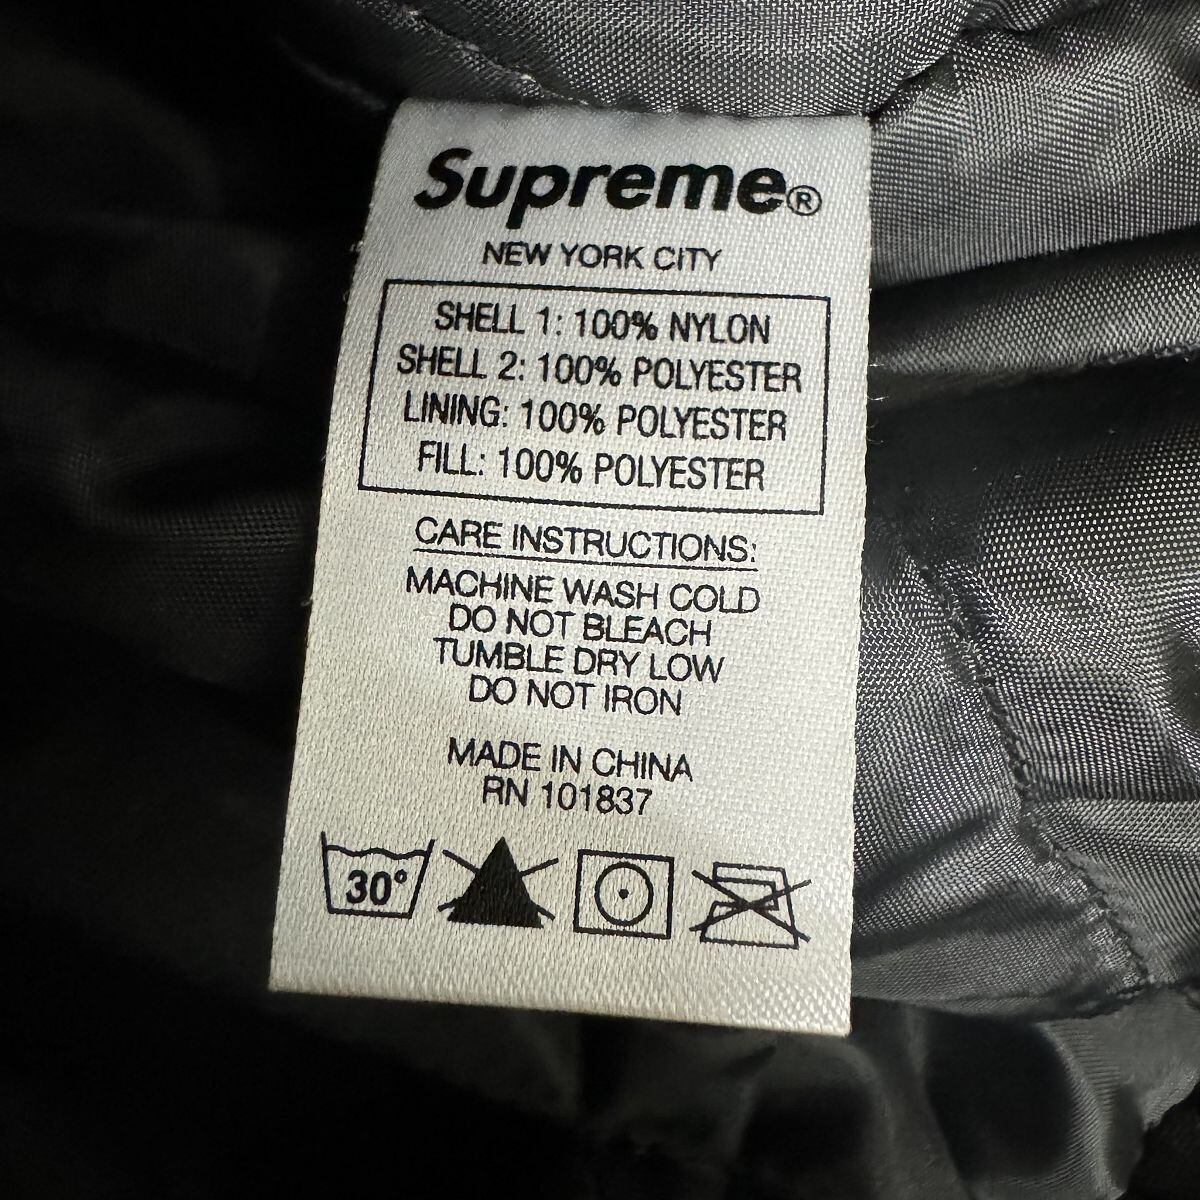 Supreme®
NEW YORK CITY
SHELL 1: 100% NYLON
SHELL 2: 100% POLYESTER
LINING: 100% POLYESTER
FILL: 100% POLYESTER
CARE INSTRUCTIONS:
MACHINE WASH COLD
DO NOT BLEACH
TUMBLE DRY LOW
DO NOT IRON
MADE IN CHINA
RN 101837
30°